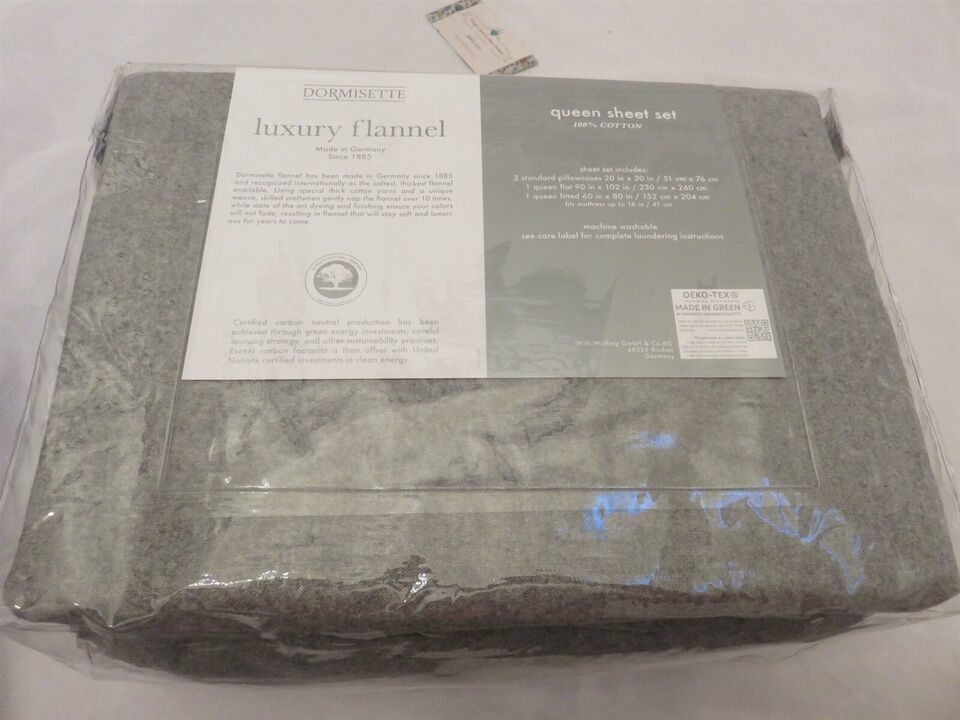 DORMISETTE
luxury flannel
Made in Germany
Since 1885
Dormisette flannel has been made in Germany since 1885
and recognized internationally as the softest, thickest flannel
available. Using special thick cotton yarns and a unique
weave, skilled craftsmen gently nap the flannel over 10 times,
while state of the art dyeing and finishing ensure your colors
will not fade, resulting in flannel that will stay soft and luxuri-
ous for years to come.
Certified carbon neutral production has been
achieved through green energy investments, careful
sourcing strategy, and other sustainability practices.
Excess carbon footprint is then offset with United
Nations certified investments in clean energy.
queen sheet set
100% COTTON
sheet set includes:
2 standard pillowcases 20 in x 30 in / 51 cm x 76 cm
1 queen flat 90 in x 102 in / 230 cm x 260 cm
1 queen fitted 60 in x 80 in / 152 cm x 204 cm
fits mattress up to 16 in / 41 cm
machine washable
see care label for complete laundering instructions
OEKO-TEX®
MADE IN GREEN
Wilh Wülfing GmbH & Co KG
46325 Borken
Germany